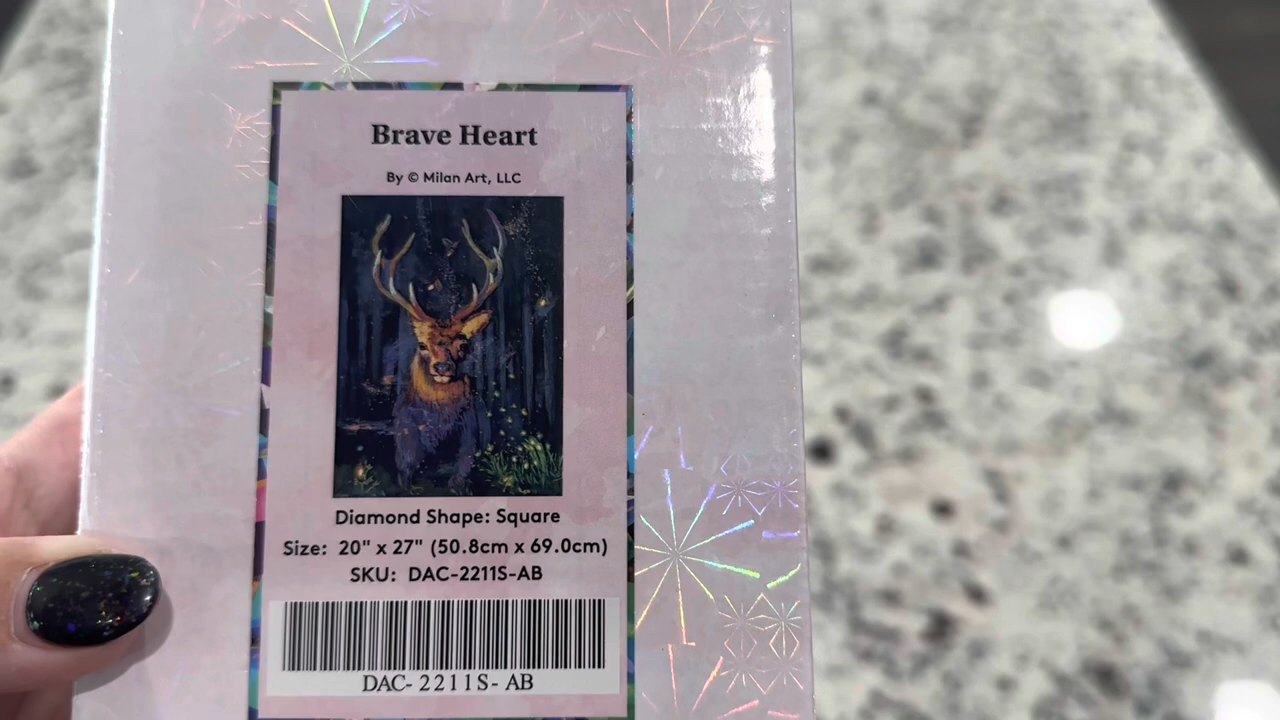 Brave Heart
By © Milan Art, LLC
Diamond Shape: Square
Size: 20" x 27" (50.8cm x 69.0cm)
SKU: DAC-2211S-AB
DAC- 2211S- AB